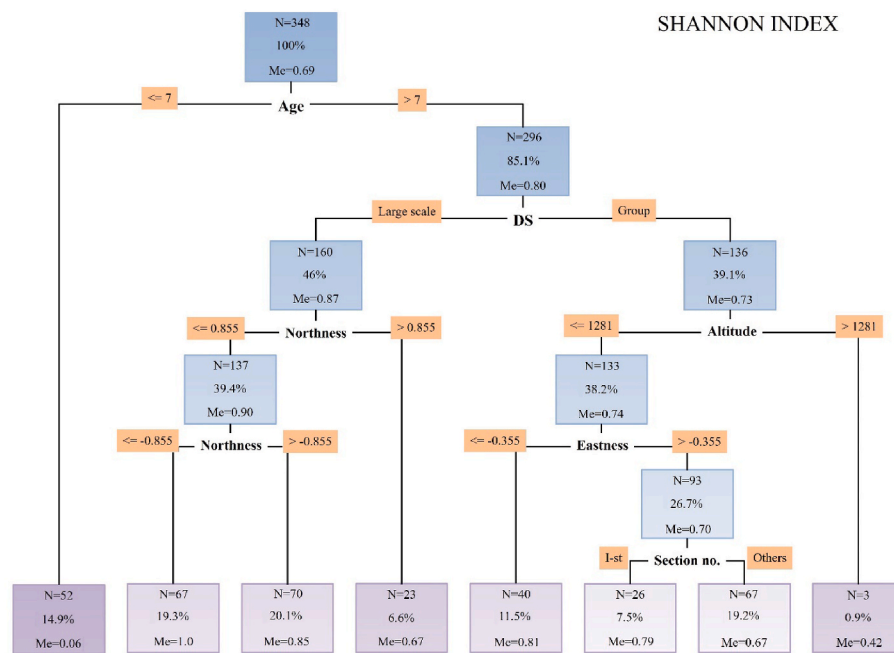 SHANNON INDEX
N=348
100%
Me=0.69
<= 7
> 7
Age
N=296
85.1%
Me=0.80
Large scale
Group
DS
N=160
46%
Me=0.87
N=136
39.1%
Me=0.73
<= 0.855
> 0.855
Northness
<= 1281
> 1281
Altitude
N=137
39.4%
Me=0.90
N=133
38.2%
Me=0.74
<= -0.855
> -0.855
Northness
<= -0.355
> -0.355
Eastness
N=93
26.7%
Me=0.70
I-st
Others
Section no.
N=52
14.9%
Me=0.06
N=67
19.3%
Me=1.0
N=70
20.1%
Me=0.85
N=23
6.6%
Me=0.67
N=40
11.5%
Me=0.81
N=26
7.5%
Me=0.79
N=67
19.2%
Me=0.67
N=3
0.9%
Me=0.42